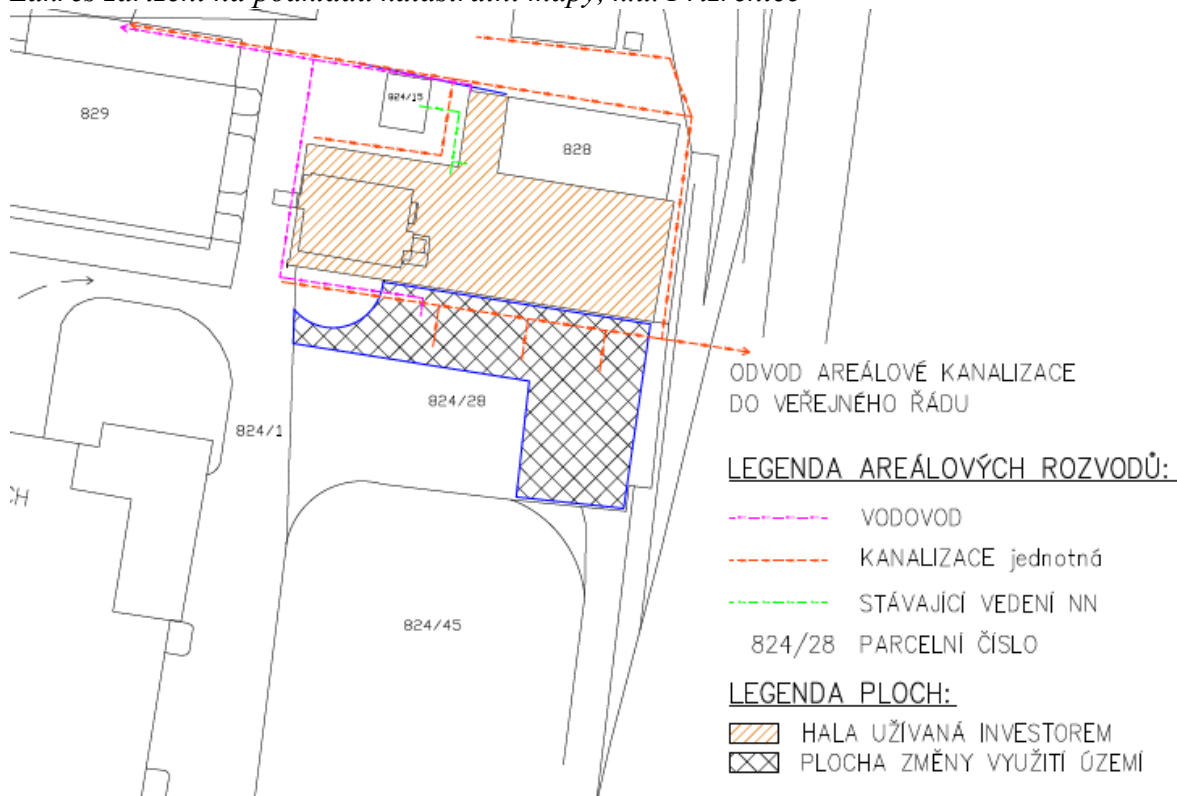 829
824/15
828
824/28
824/1
CH
824/45
ODVOD AREÁLOVÉ KANALIZACE
DO VEŘEJNÉHO ŘÁDU
LEGENDA AREÁLOVÝCH ROZVODŮ:
VODOVOD
KANALIZACE jednotná
STÁVAJÍCÍ VEDENÍ NN
824/28 PARCELNÍ ČÍSLO
LEGENDA PLOCH:
HALA UŽÍVANÁ INVESTOREM
PLOCHA ZMĚNY VYUŽITÍ ÚZEMÍ